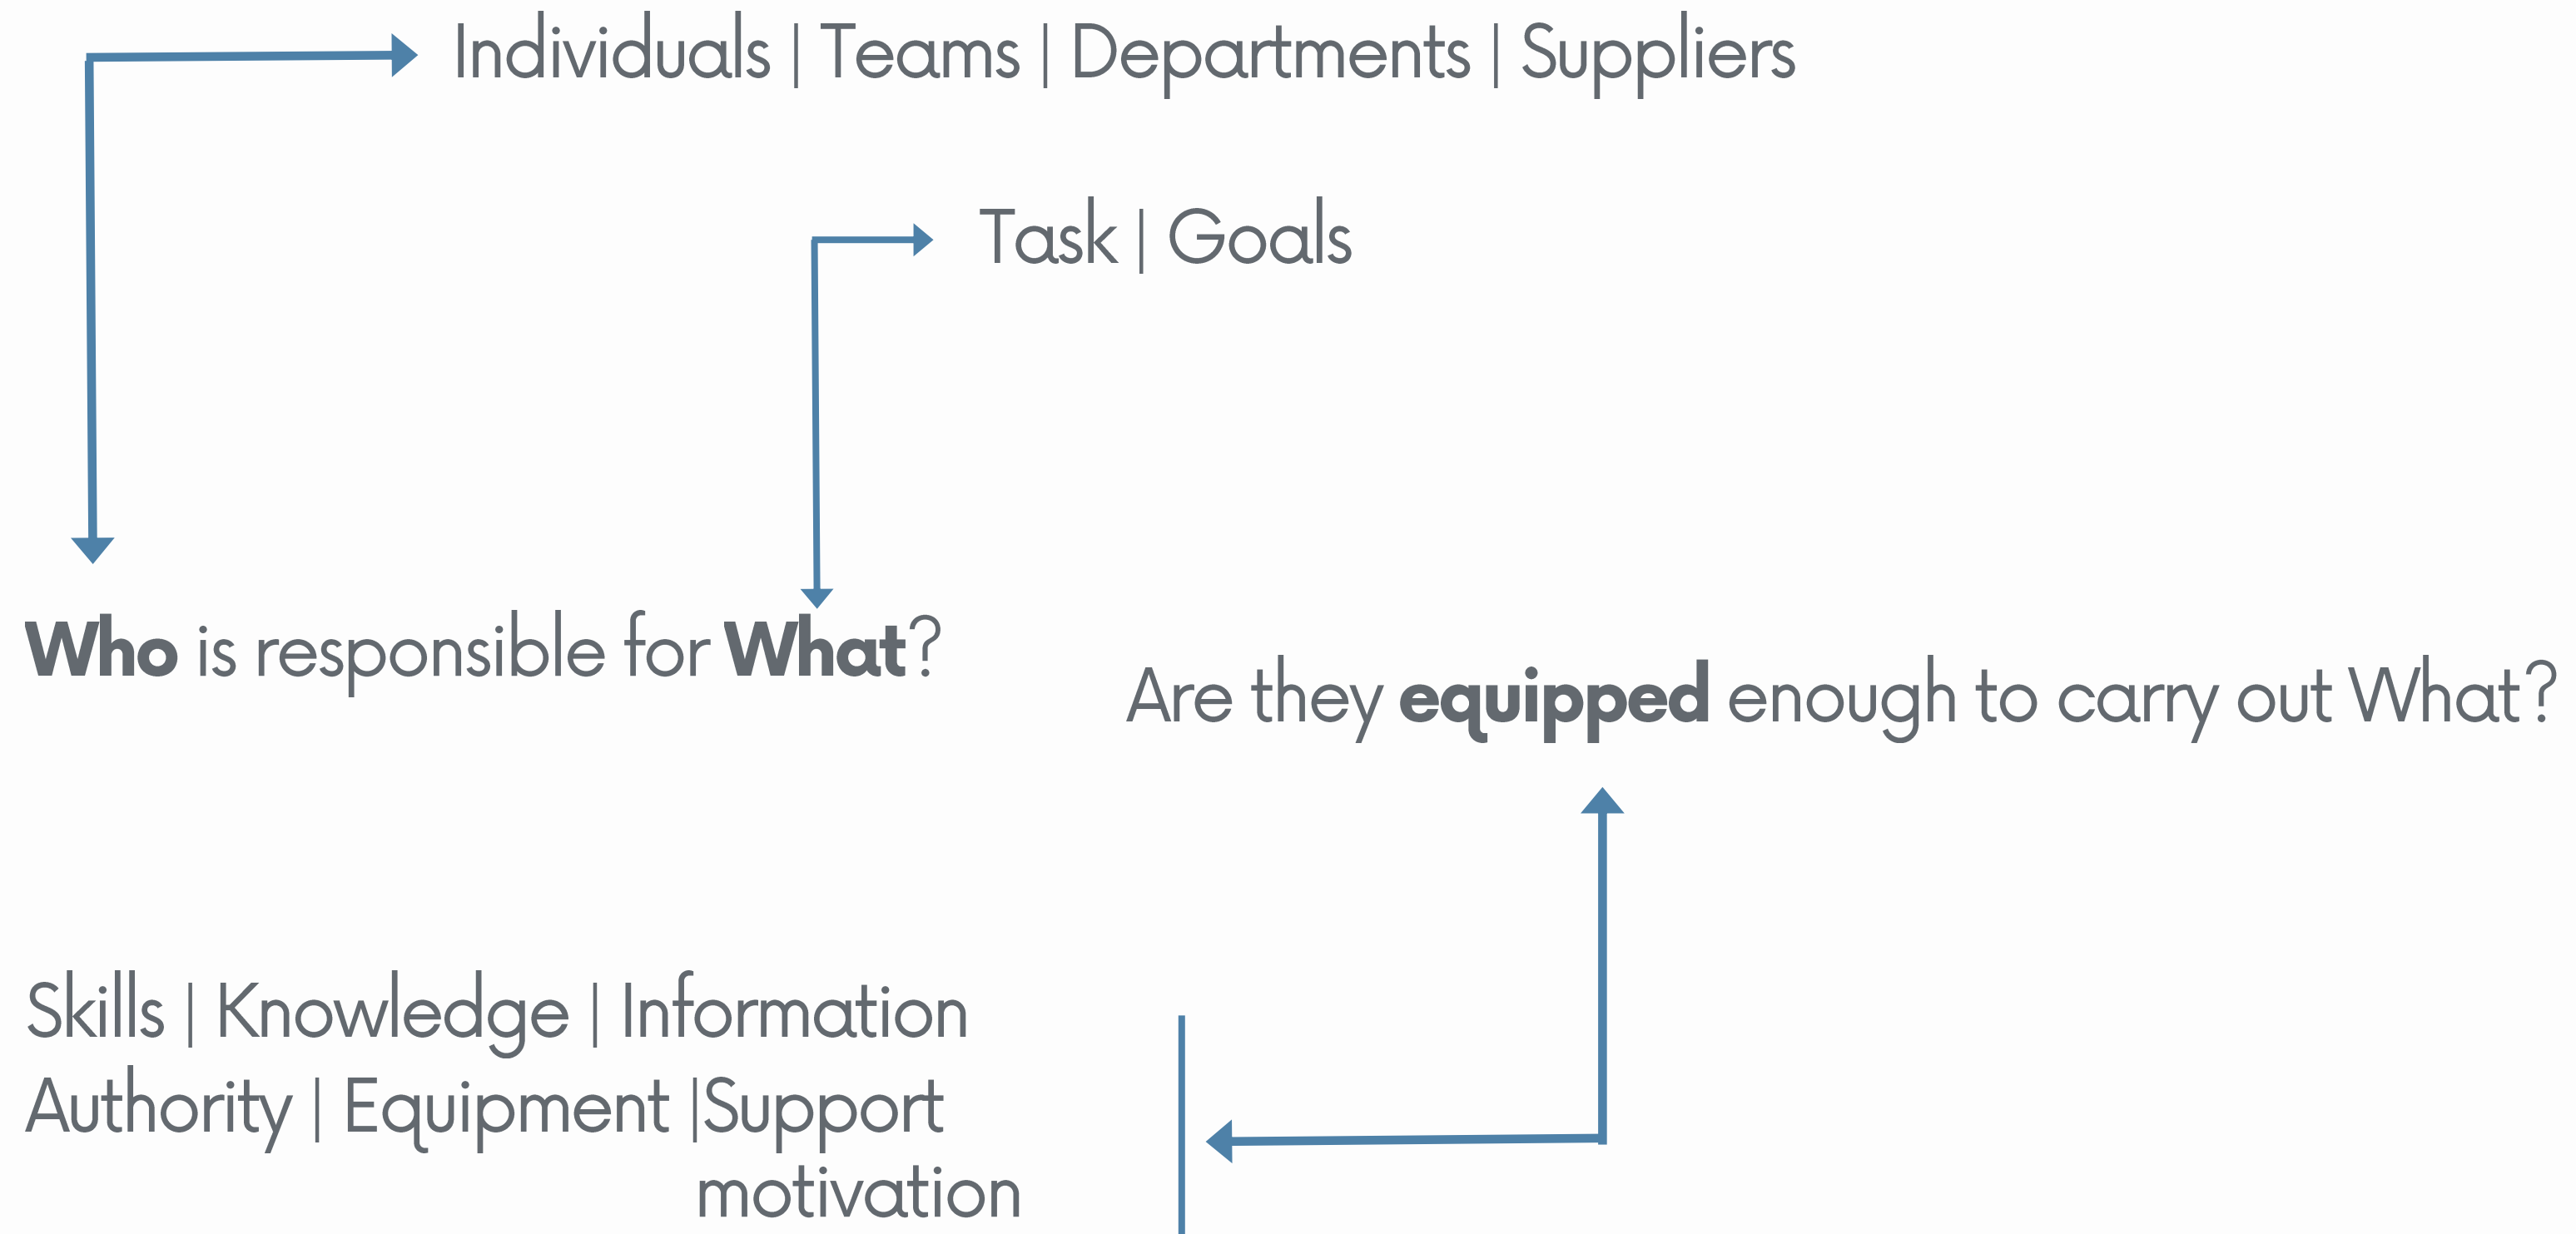 Individuals | Teams | Departments | Suppliers
Task | Goals
Who is responsible for What?
Are they equipped enough to carry out What?
Skills | Knowledge | Information
Authority | Equipment |Support
motivation